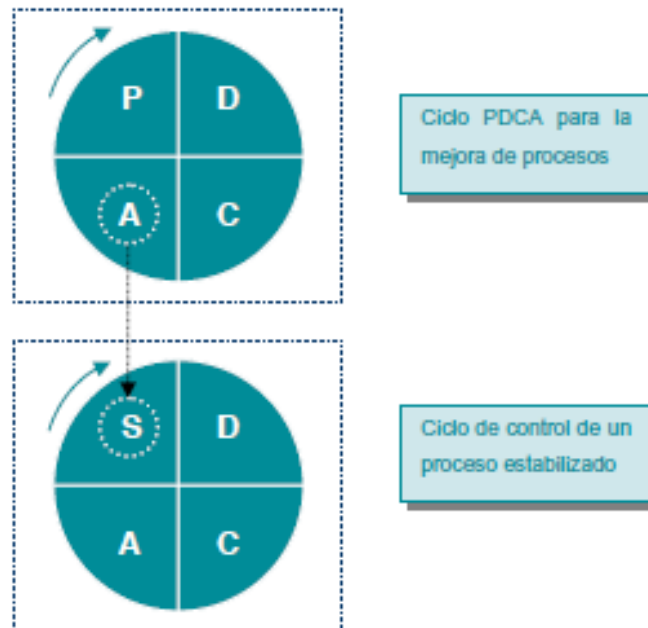 P D
A C
Ciclo PDCA para la
mejora de procesos
S D
A C
Ciclo de control de un
proceso estabilizado